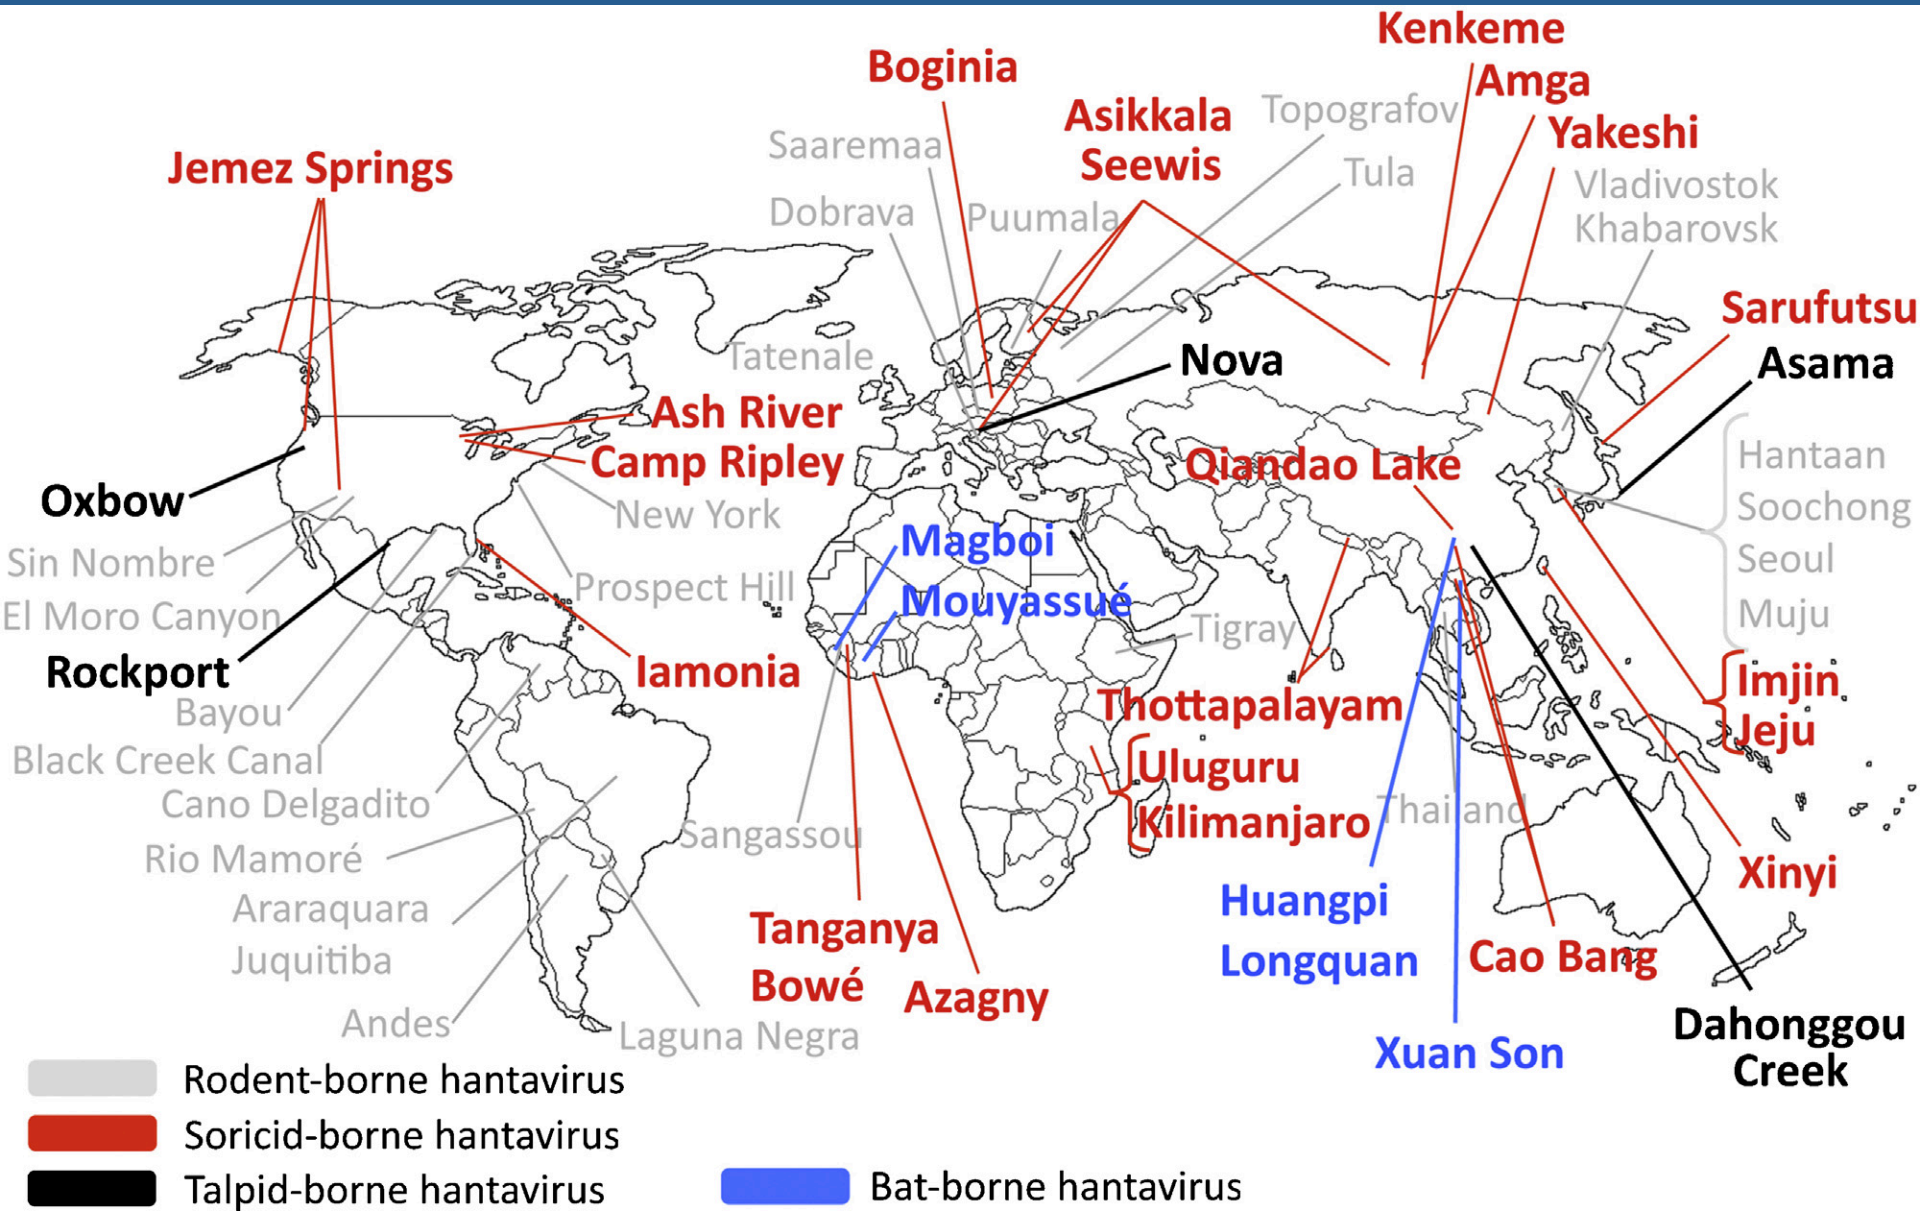 Kenkeme
Boginia
Amga
Asikkala
Seewis
Topografov
Yakeshi
Saaremaa
Jemez Springs
Tula
Vladivostok
Khabarovsk
Dobrava
Puumala
Sarufutsu
Tatenale
Nova
Asama
Ash River
Camp Ripley
Qiandao Lake
Hantaan
Soochong
Seoul
Muju
Oxbow
New York
Magboi
Mouyassué
Sin Nombre
El Moro Canyon
Prospect Hill
Tigray
Rockport
Iamonia
Imjin
Jeju
Bayou
Thottapalayam
Black Creek Canal
Uluguru
Kilimanjaro
Cano Delgadito
Thailand
Sangassou
Rio Mamoré
Xinyi
Araraquara
Juquitiba
Huangpi
Longquan
Tanganya
Bowé
Azagny
Cao Bang
Andes
Laguna Negra
Xuan Son
Dahonggou
Creek
Rodent-borne hantavirus
Soricid-borne hantavirus
Talpid-borne hantavirus
Bat-borne hantavirus